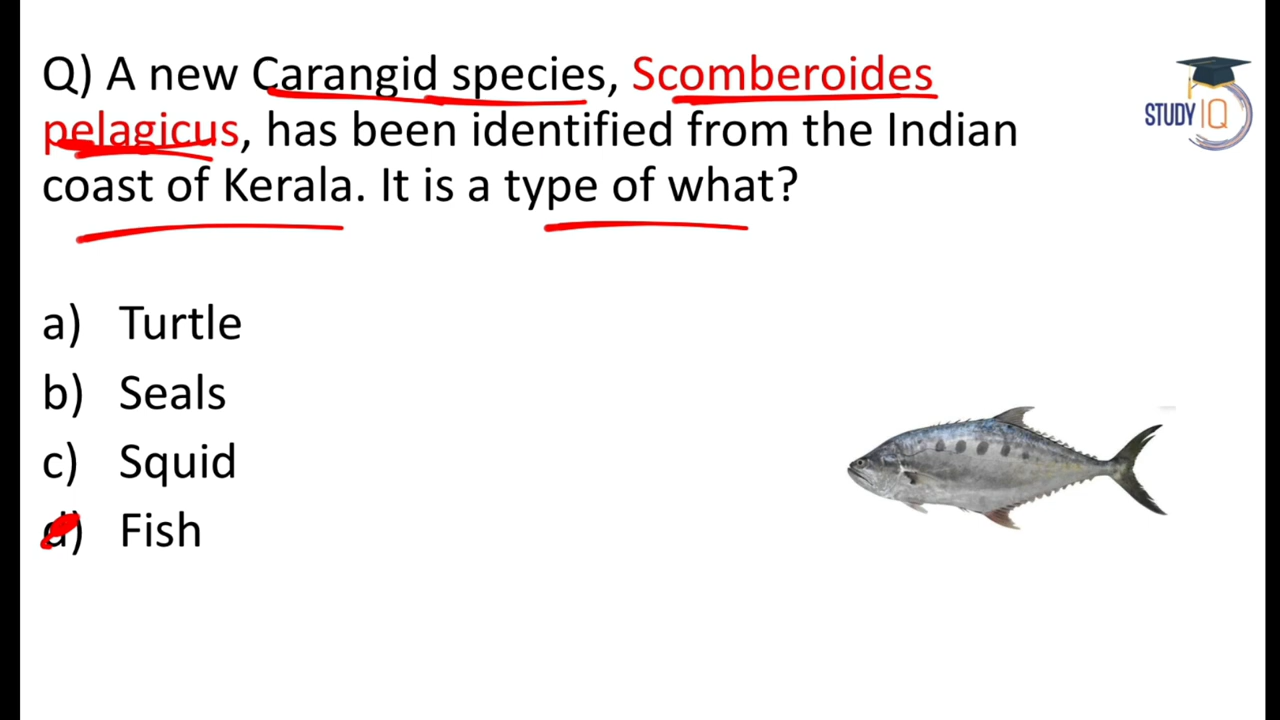 Q) A new Carangid species, Scomberoides
pelagicus, has been identified from the Indian
coast of Kerala. It is a type of what?
STUDY IQ
a) Turtle
b) Seals
c) Squid
d) Fish